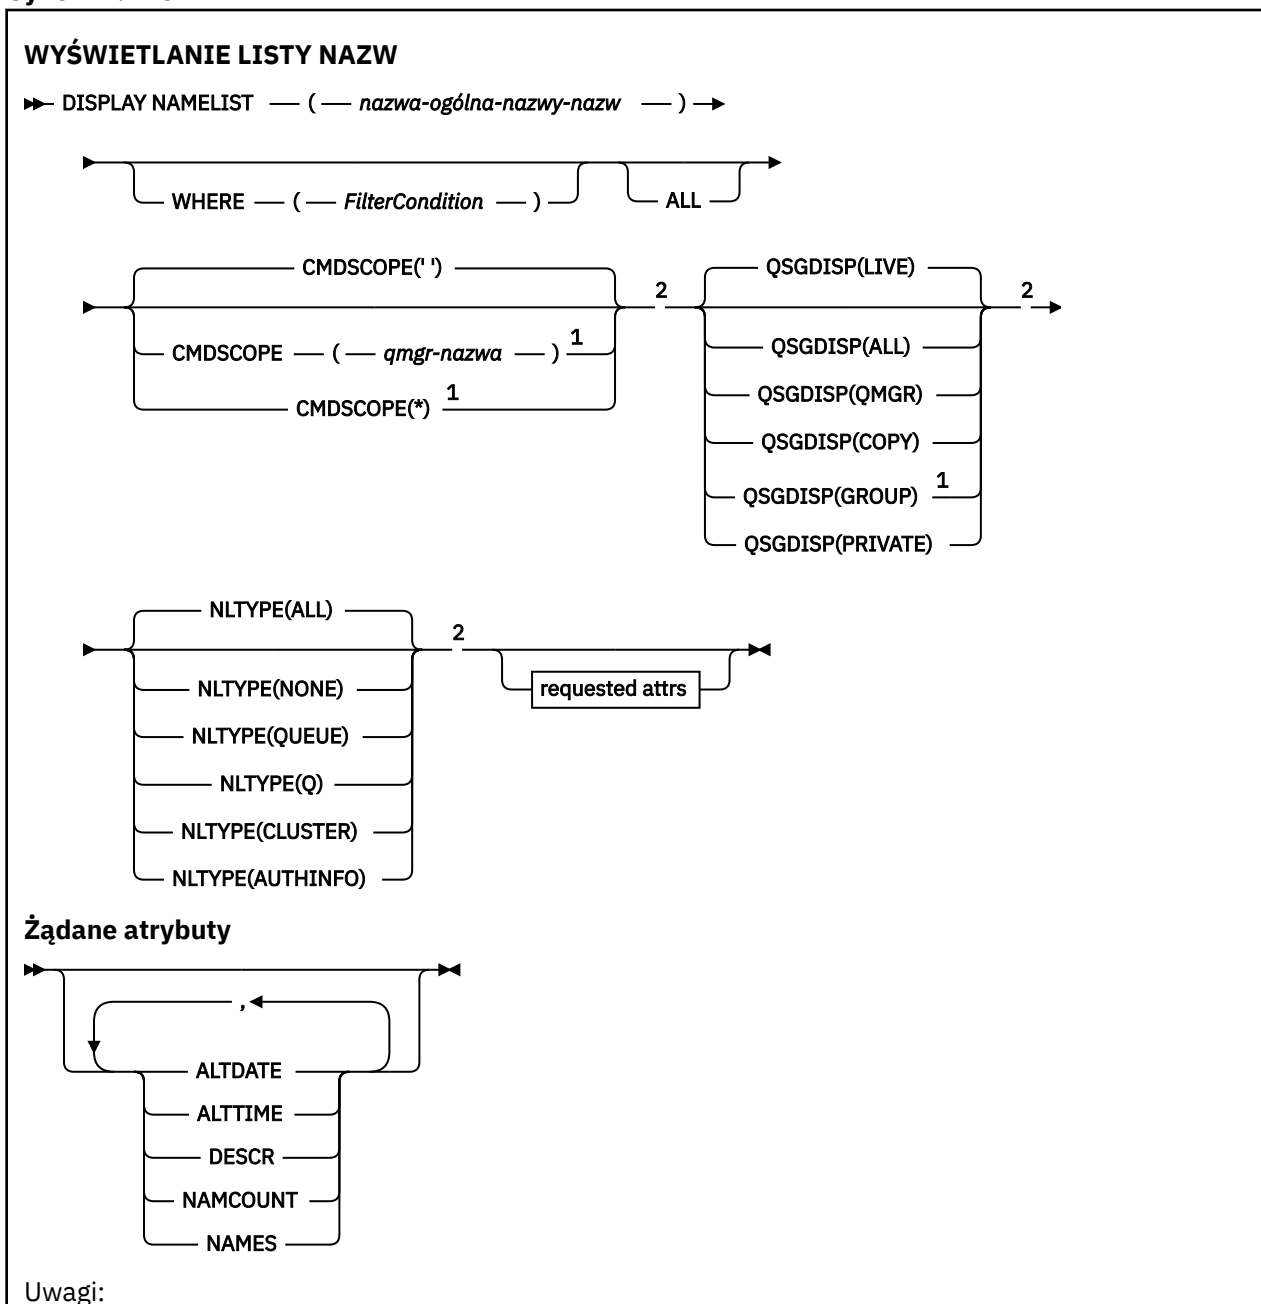 WYŚWIETLANIE LISTY NAZW
DISPLAY NAMELIST ( nazwa-ogólna-nazwy-nazw )
WHERE ( FilterCondition ) ALL
CMDSCOPE(' ') 2 QSGDISP(LIVE) 2
CMDSCOPE ( qmgr-nazwa ) 1
CMDSCOPE(*) 1
QSGDISP(ALL)
QSGDISP(QMGR)
QSGDISP(COPY)
QSGDISP(GROUP) 1
QSGDISP(PRIVATE)
NLTYPE(ALL) 2
requested attrs
NLTYPE(NONE)
NLTYPE(QUEUE)
NLTYPE(Q)
NLTYPE(CLUSTER)
NLTYPE(AUTHINFO)
Żądane atrybuty
,
ALTDATE
ALTTIME
DESCR
NAMCOUNT
NAMES
Uwagi: